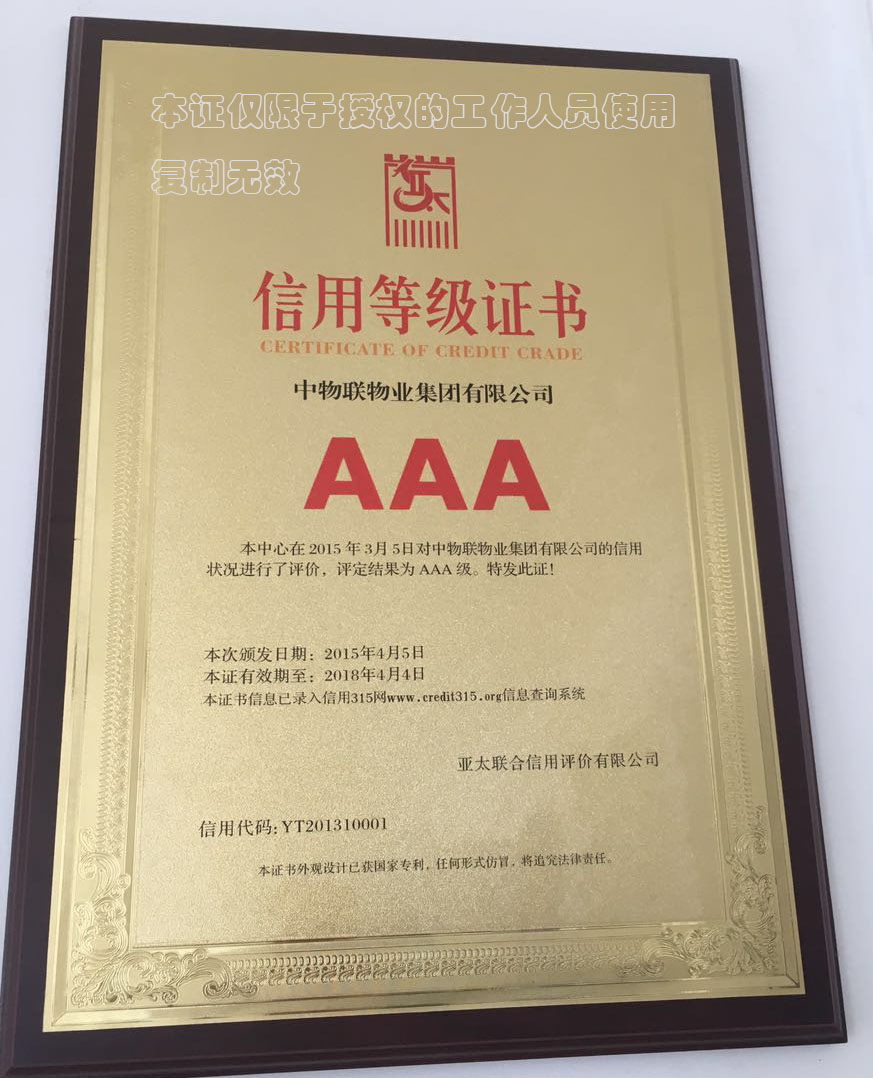 本证仅限于授权的工作人员使用
复制无效
信用等级证书
CERTIFICATE OF CREDIT CRADE
中物联物业集团有限公司
AAA
本中心在 2015 年 3月 5日对中物联物业集团有限公司的信用
状况进行了评价，评定结果为 AAA 级。特发此证！
本次颁发日期：2015年4月5日
本证有效期至：2018年4月4日
本证书信息已录入信用315网www.credit315.org信息查询系统
亚太联合信用评价有限公司
信用代码：YT201310001
本证书外观设计已获国家专利，任何形式仿冒，将追究法律责任。